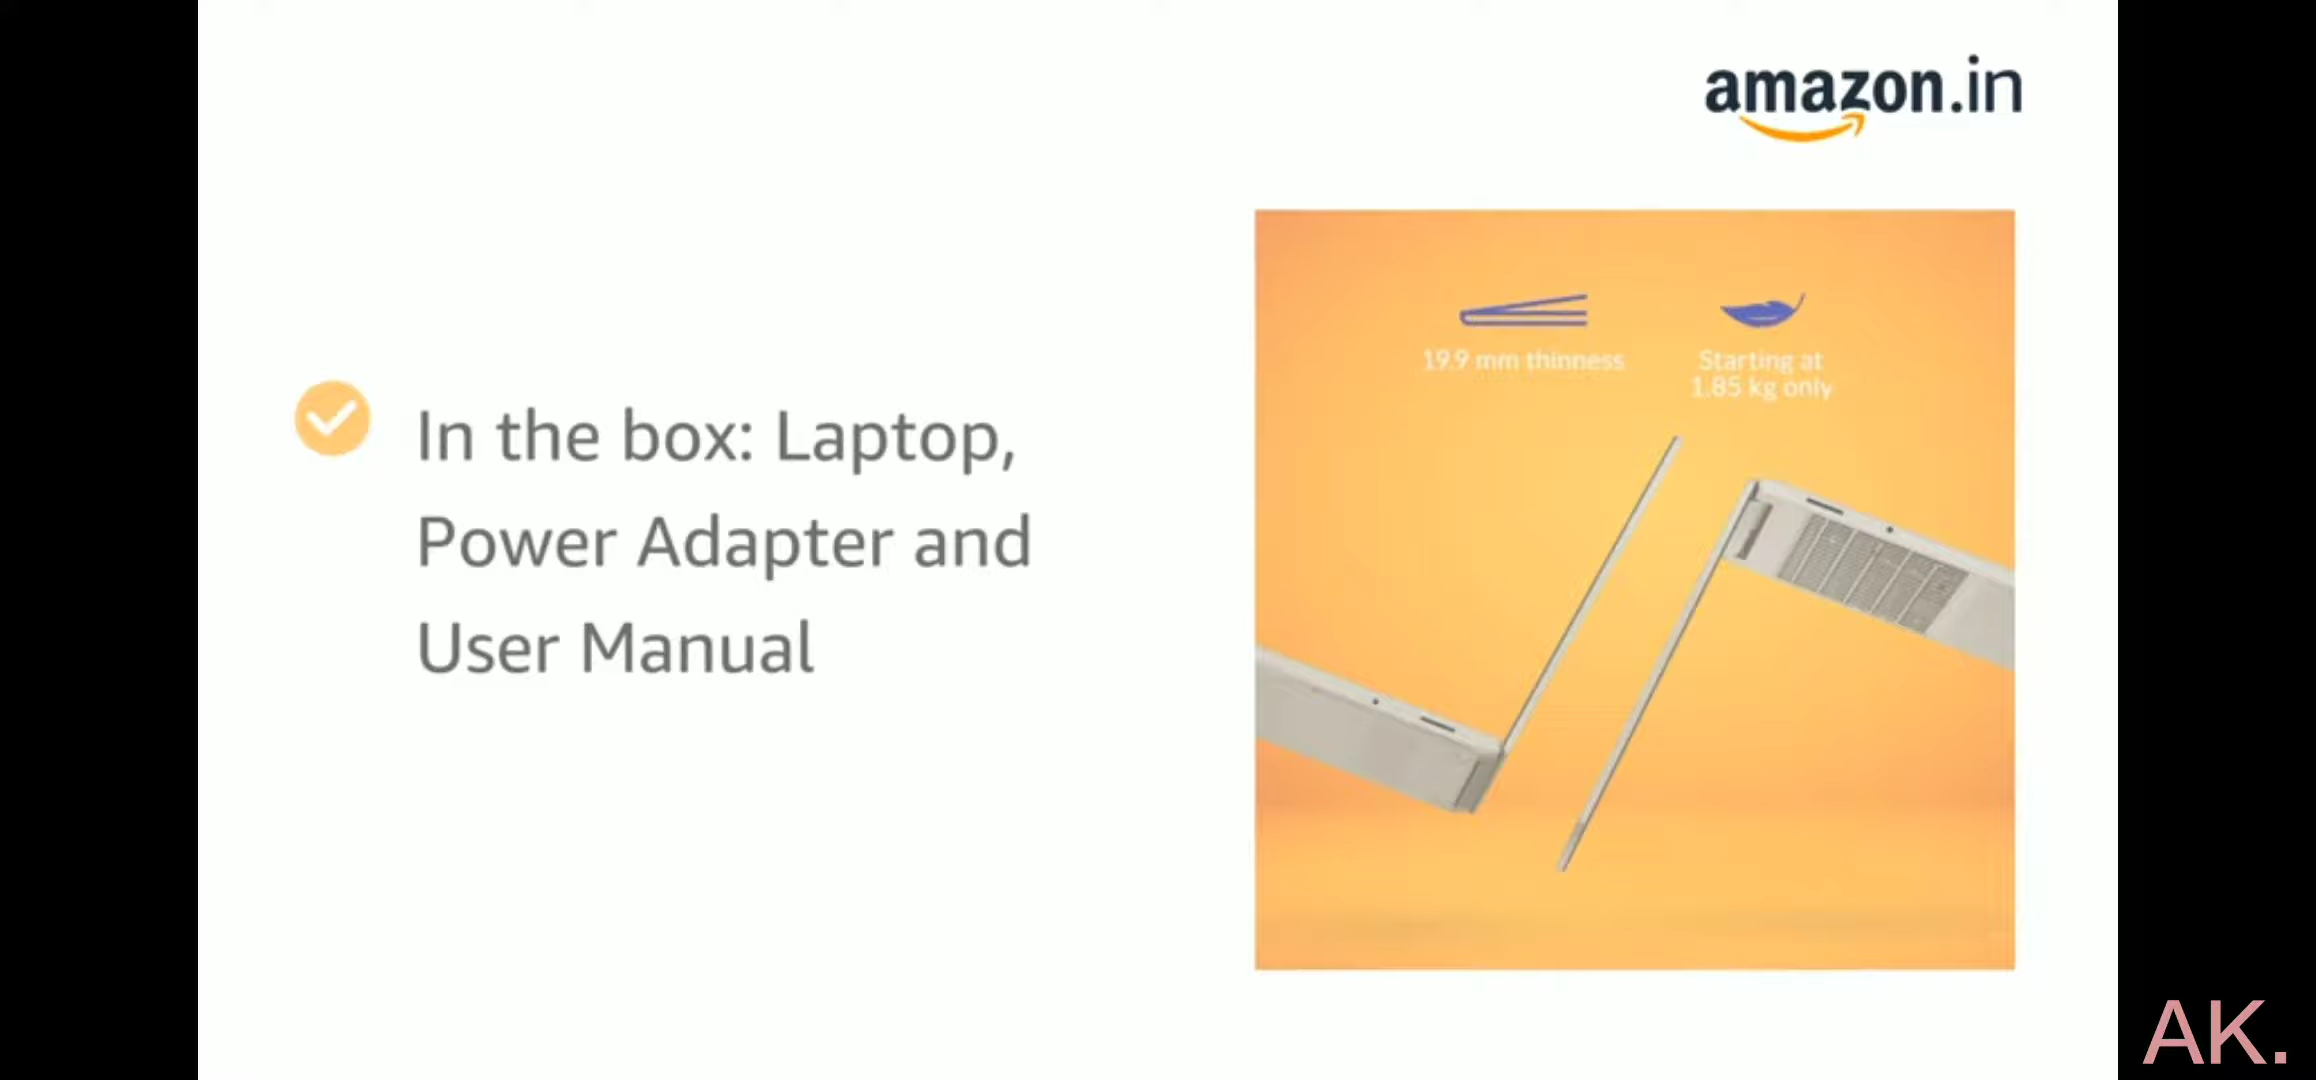 amazon.in
In the box: Laptop,
Power Adapter and
User Manual
19.9 mm thinness
Starting at
1.85 kg only
AK.